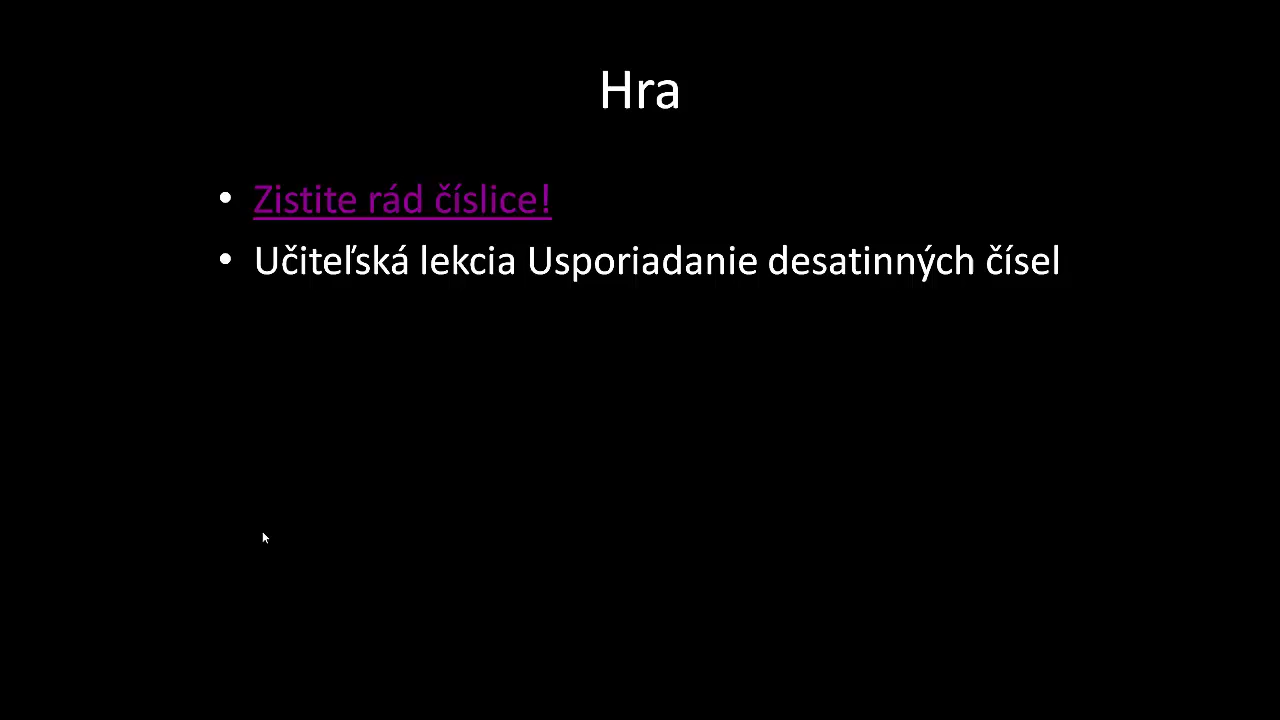 Hra
• Zistite rád číslice!
• Učiteľská lekcia Usporiadanie desatinných čísel